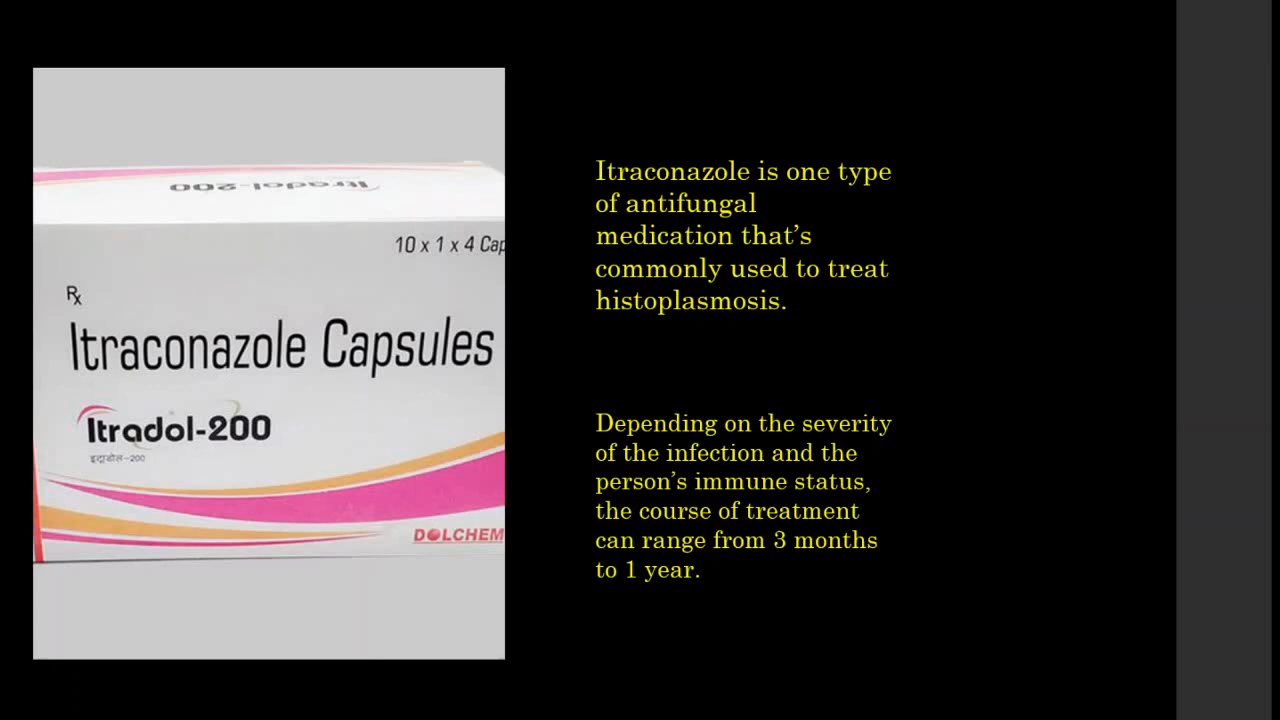 Itradol-200
10 x 1 x 4 Cap
Rx
Itraconazole Capsules
Itradol-200
इट्राडोल-200
DOLCHEM
Itraconazole is one type
of antifungal
medication that’s
commonly used to treat
histoplasmosis.
Depending on the severity
of the infection and the
person’s immune status,
the course of treatment
can range from 3 months
to 1 year.